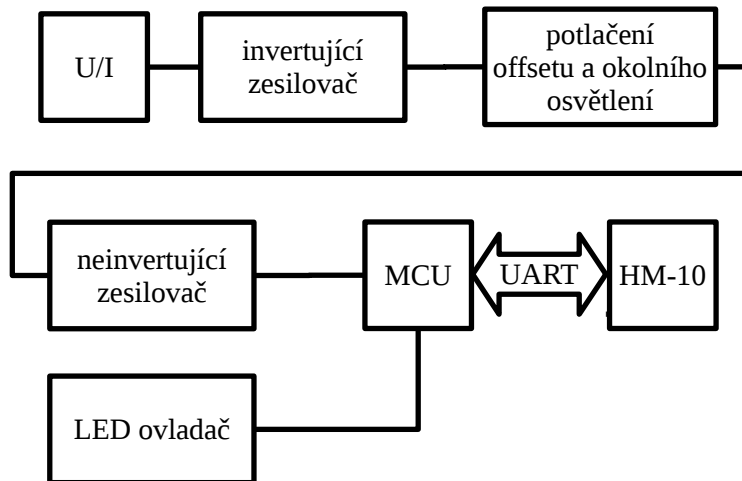 U/I
invertující
zesilovač
potlačení
offsetu a okolního
osvětlení
neinvertující
zesilovač
MCU
UART
HM-10
LED ovladač